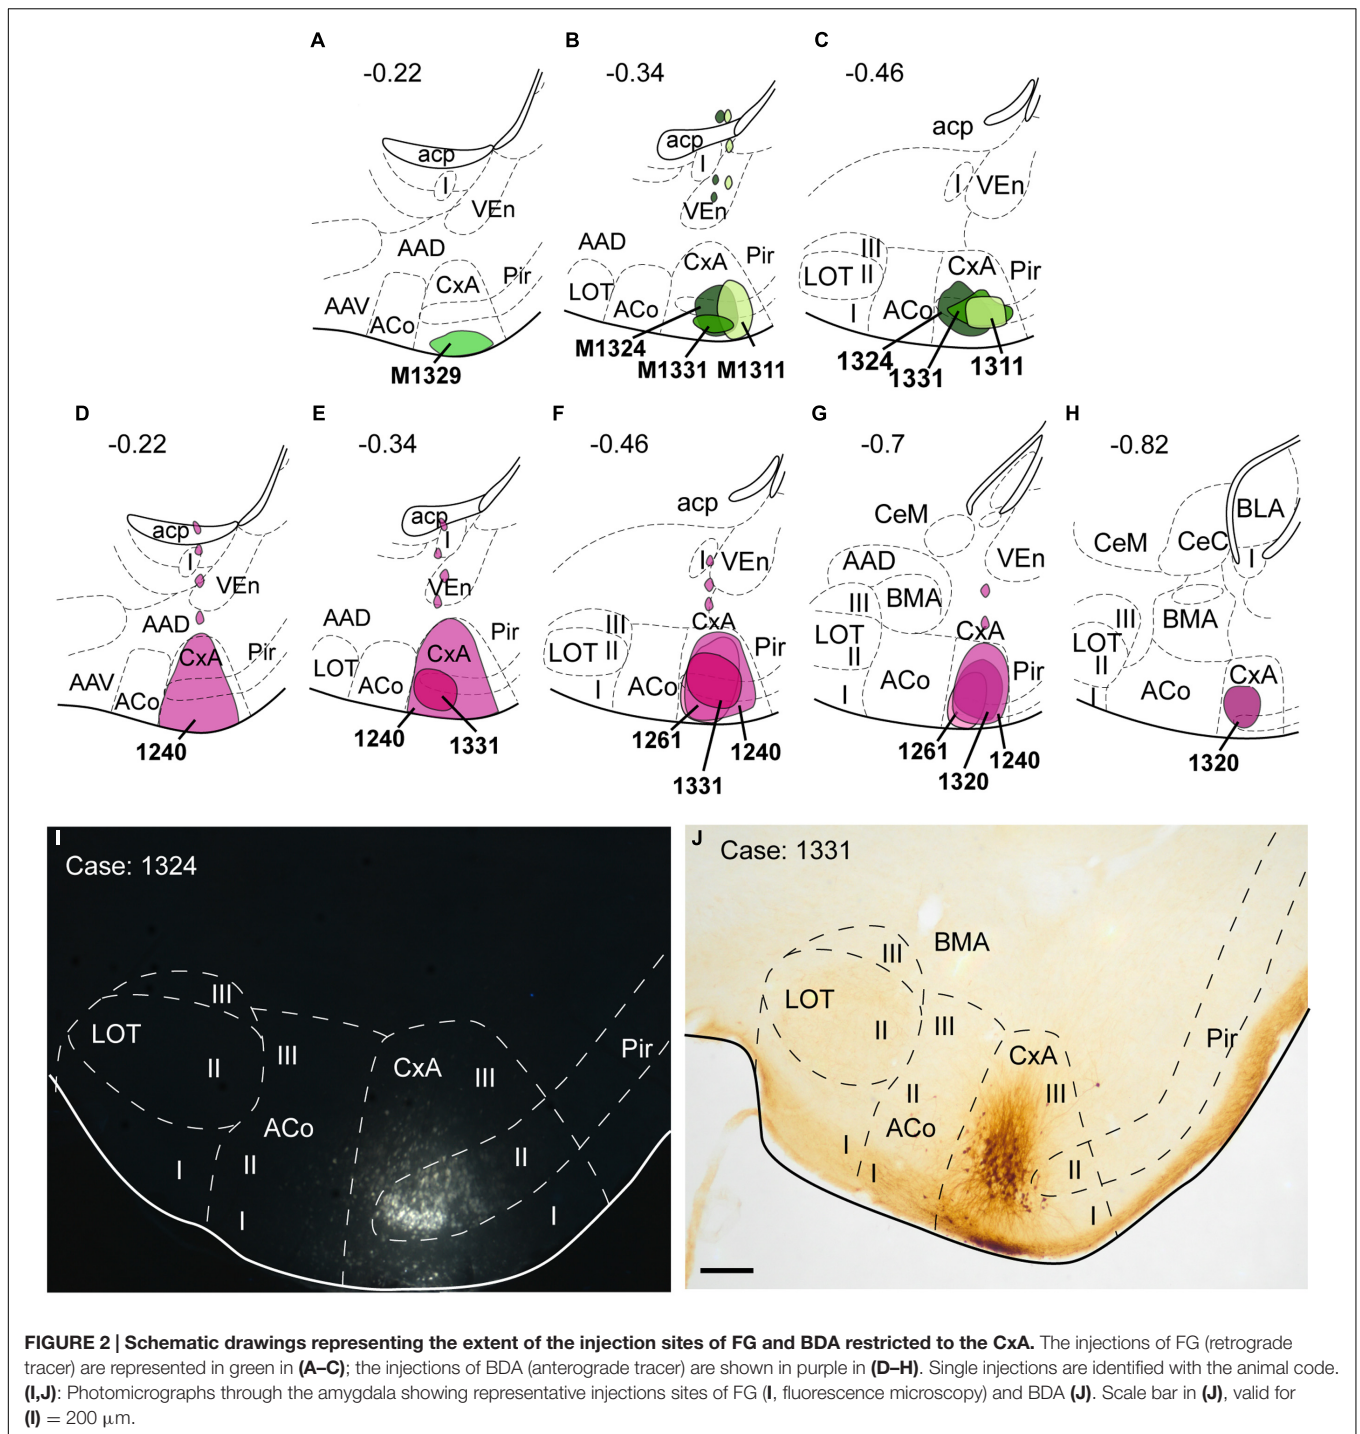 A
-0.22
acp
I
VEn
AAD
CxA
Pir
AAV
ACo
M1329
B
-0.34
acp
I
VEn
AAD
CxA
Pir
LOT
ACo
M1324
M1331
M1311
C
-0.46
acp
I
VEn
III
CxA
Pir
LOT
II
I
ACo
1324
1331
1311
D
-0.22
acp
I
VEn
AAD
CxA
Pir
AAV
ACo
1240
E
-0.34
acp
I
VEn
AAD
Pir
CxA
LOT
ACo
1240
1331
F
-0.46
acp
I
VEn
III
CxA
Pir
LOT
II
I
ACo
1261
1240
1331
G
-0.7
CeM
AAD
VEn
III
BMA
LOT
CxA
II
Pir
I
ACo
1261
1240
1320
H
-0.82
BLA
CeM
CeC
I
III
BMA
LOT
II
CxA
I
ACo
1320
I
Case: 1324
III
LOT
III
II
CxA
III
Pir
ACo
II
II
I
I
I
J
Case: 1331
III
BMA
LOT
II
III
Pir
CxA
II
III
ACo
I
I
II
I
FIGURE 2 | Schematic drawings representing the extent of the injection sites of FG and BDA restricted to the CxA. The injections of FG (retrograde
tracer) are represented in green in (A–C); the injections of BDA (anterograde tracer) are shown in purple in (D–H). Single injections are identified with the animal code.
(I,J): Photomicrographs through the amygdala showing representative injections sites of FG (I, fluorescence microscopy) and BDA (J). Scale bar in (J), valid for
(I) = 200 μm.